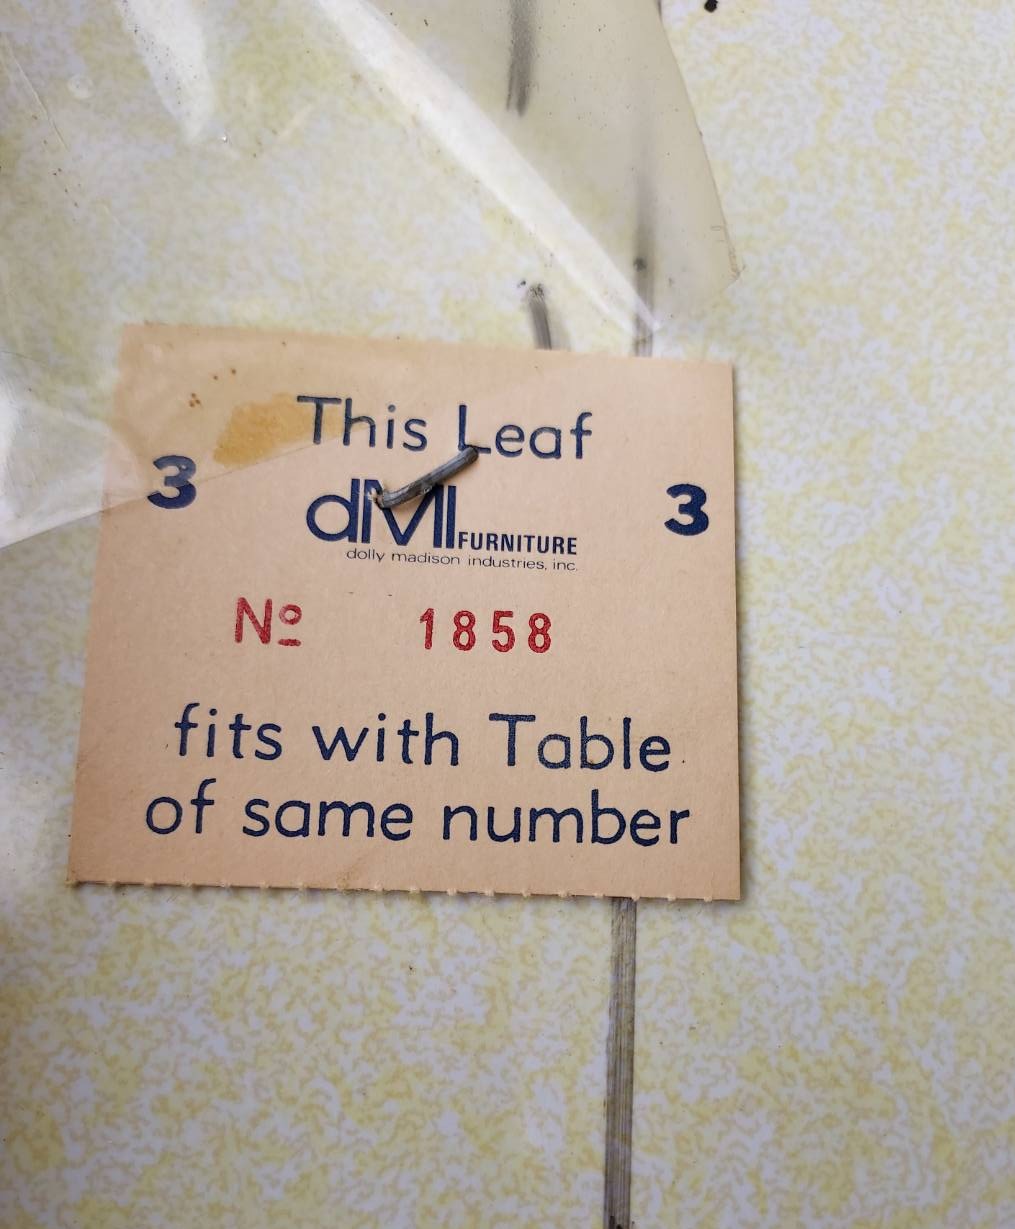 This Leaf
3 3
dMI FURNITURE
dolly madison industries, inc.
Nº 1858
fits with Table
of same number